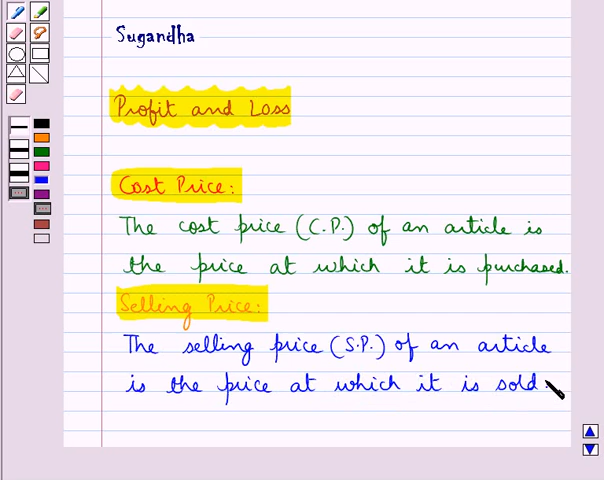 Sugandha
Profit and Loss
Cost Price:
The cost price (C.P.) of an article is
the price at which it is purchased.
Selling Price:
The selling price (S.P.) of an article
is the price at which it is sold.